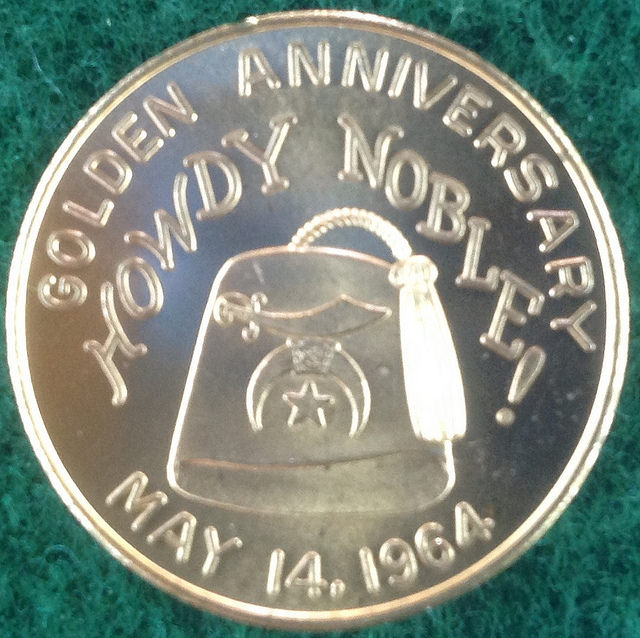 GOLDEN ANNIVERSARY
HOWDY NOBLE!
MAY 14, 1964